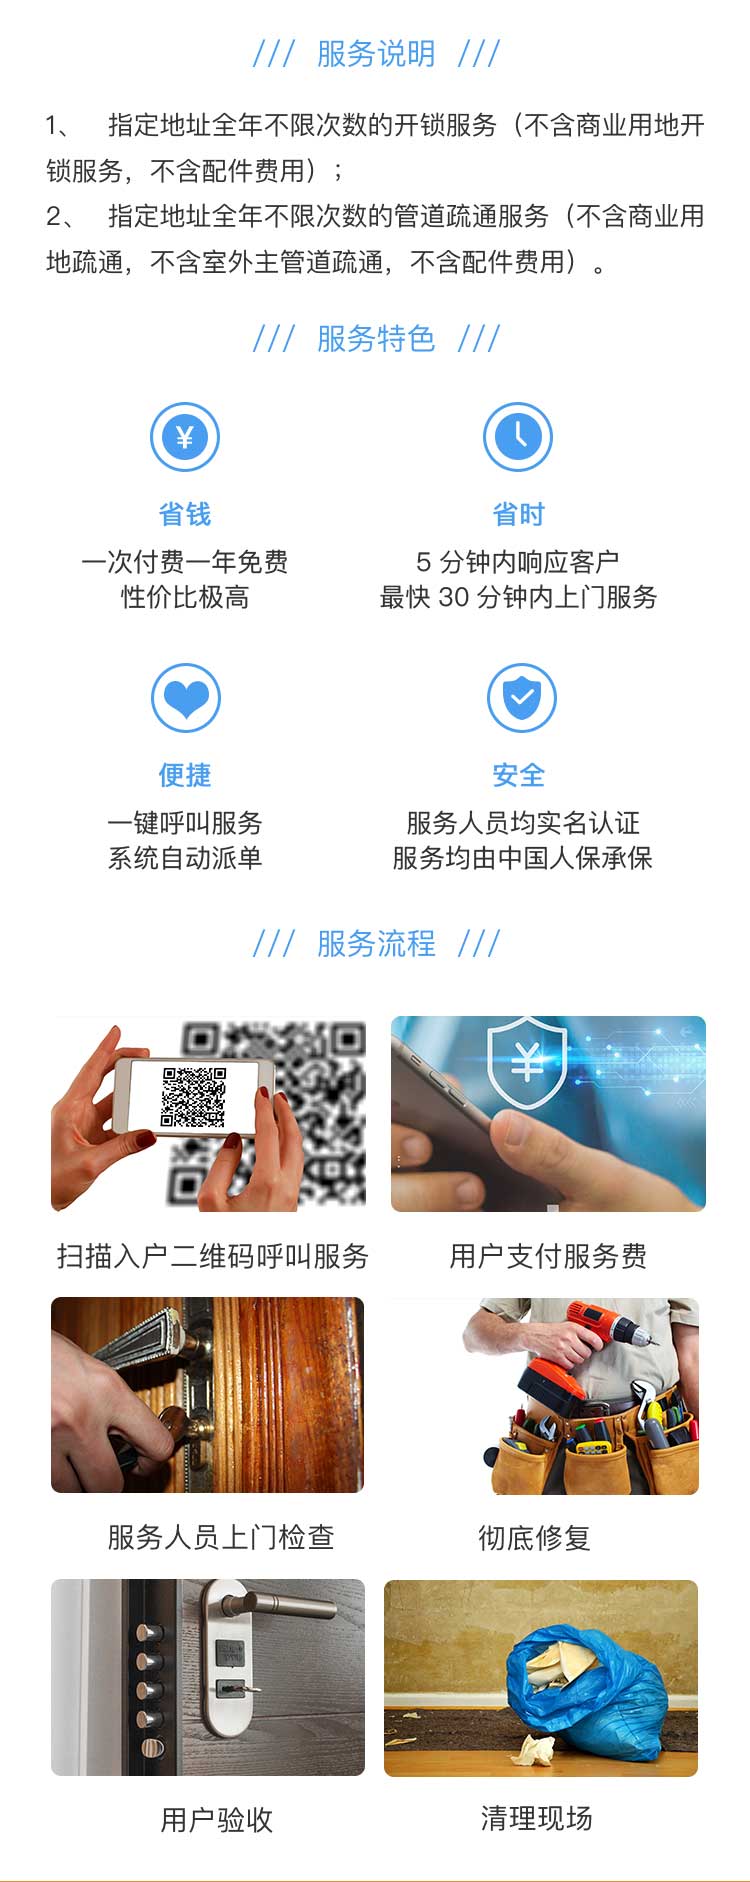 /// 服务说明 ///
1、 指定地址全年不限次数的开锁服务（不含商业用地开
锁服务，不含配件费用）；
2、 指定地址全年不限次数的管道疏通服务（不含商业用
地疏通，不含室外主管道疏通，不含配件费用）。
/// 服务特色 ///
¥
省钱
一次付费一年免费
性价比极高
省时
5 分钟内响应客户
最快 30 分钟内上门服务
便捷
一键呼叫服务
系统自动派单
安全
服务人员均实名认证
服务均由中国人保承保
/// 服务流程 ///
¥
扫描入户二维码呼叫服务
用户支付服务费
服务人员上门检查
彻底修复
用户验收
清理现场